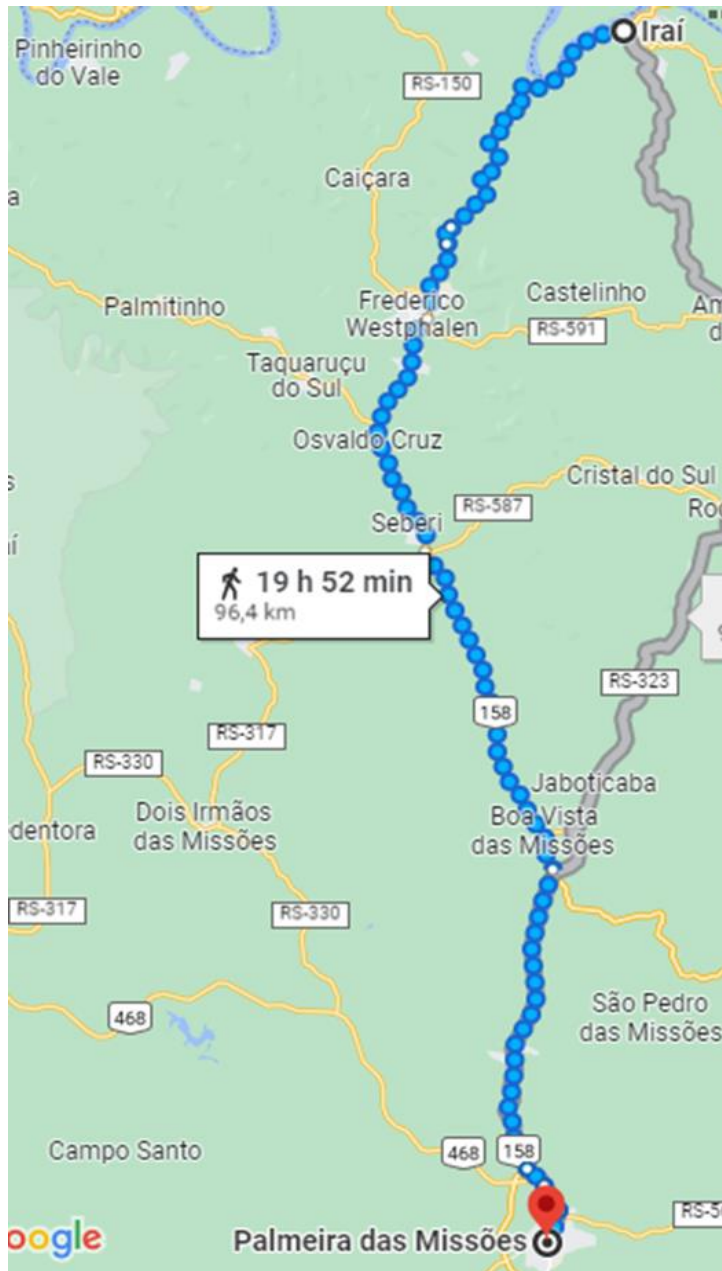 Iraí
Pinheirinho
do Vale
RS-150
Caiçara
Castelinho
Frederico
Westphalen
Palmitinho
Am
d
RS-591
Taquaruçu
do Sul
Osvaldo Cruz
Cristal do Sul
RS-587
Seberi
19 h 52 min
96,4 km
RS-323
158
RS-317
RS-330
Jaboticaba
Dois Irmãos
das Missões
Boa Vista
das Missões
dentora
RS-317
RS-330
São Pedro
das Missões
468
Campo Santo
468
158
oogle
Palmeira das Missões